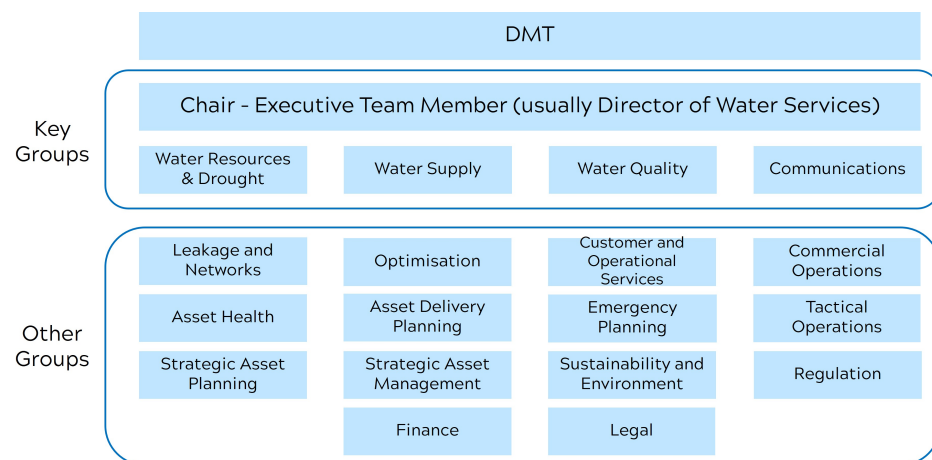 DMT
Key
Groups
Chair - Executive Team Member (usually Director of Water Services)
Water Resources
& Drought
Water Supply
Water Quality
Communications
Other
Groups
Leakage and
Networks
Optimisation
Customer and
Operational
Services
Commercial
Operations
Asset Health
Asset Delivery
Planning
Emergency
Planning
Tactical
Operations
Strategic Asset
Planning
Strategic Asset
Management
Sustainability and
Environment
Regulation
Finance
Legal